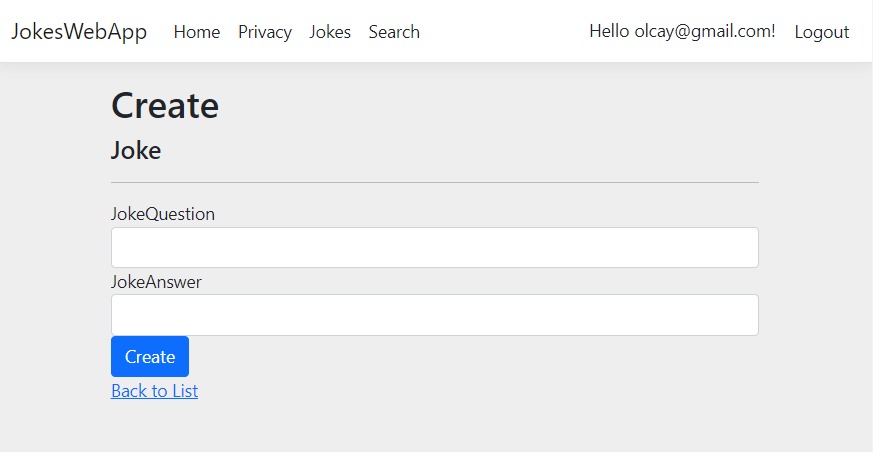 JokesWebApp Home Privacy Jokes Search Hello olcay@gmail.com! Logout
Create
Joke
JokeQuestion
JokeAnswer
Create
Back to List